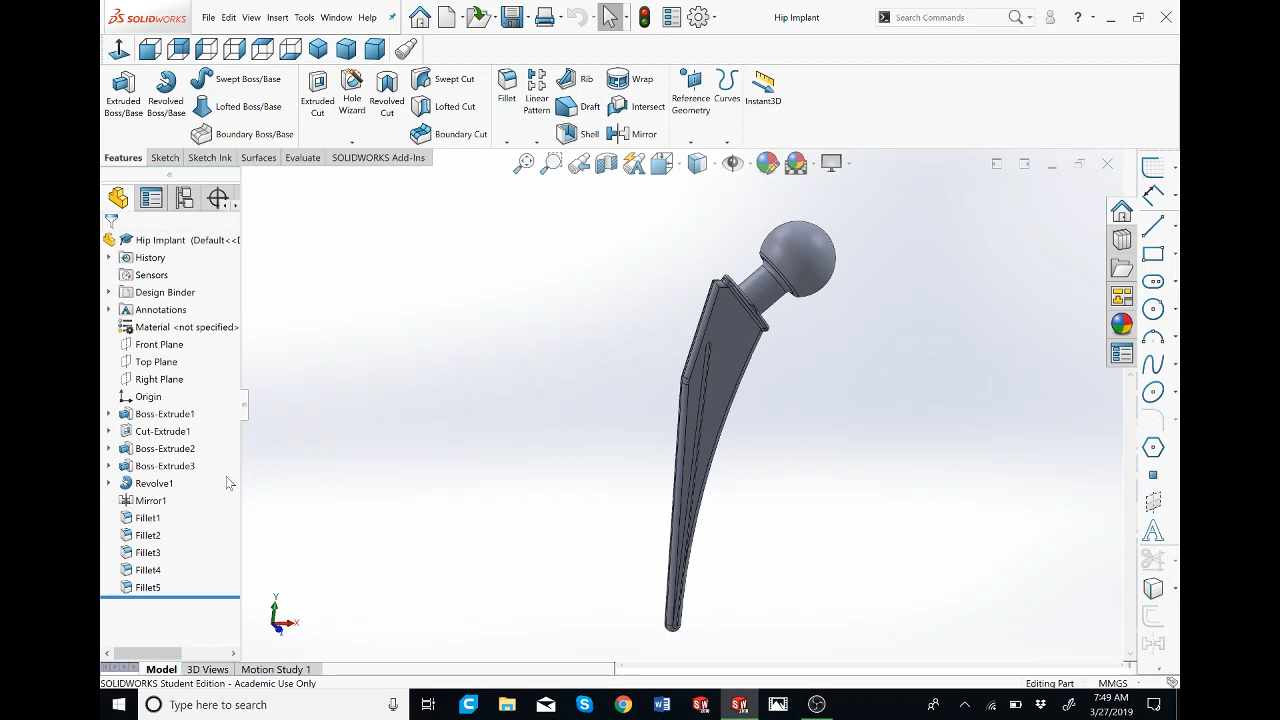 SOLIDWORKS File Edit View Insert Tools Window Help Hip Implant Search Commands ?
Extruded Boss/Base
Revolved Boss/Base
Swept Boss/Base
Lofted Boss/Base
Boundary Boss/Base
Extruded Cut
Hole Wizard
Revolved Cut
Swept Cut
Lofted Cut
Boundary Cut
Fillet
Linear Pattern
Rib
Draft
Shell
Wrap
Intersect
Mirror
Reference Geometry
Curves
Instant3D
Features Sketch Sketch Ink Surfaces Evaluate SOLIDWORKS Add-Ins
Hip Implant (Default<<D
History
Sensors
Design Binder
Annotations
Material <not specified>
Front Plane
Top Plane
Right Plane
Origin
Boss-Extrude1
Cut-Extrude1
Boss-Extrude2
Boss-Extrude3
Revolve1
Mirror1
Fillet1
Fillet2
Fillet3
Fillet4
Fillet5
Y
X
Z
Model 3D Views Motion Study 1
SOLIDWORKS Student Edition - Academic Use Only Editing Part MMGS
Type here to search
7:49 AM
3/27/2019